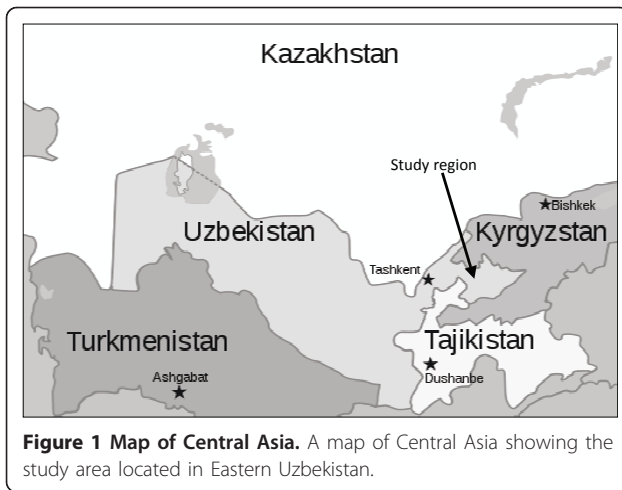 Kazakhstan
Study region
Bishkek
Uzbekistan
Kyrgyzstan
Tashkent
Turkmenistan
Tajikistan
Ashgabat
Dushanbe
Figure 1 Map of Central Asia. A map of Central Asia showing the
study area located in Eastern Uzbekistan.